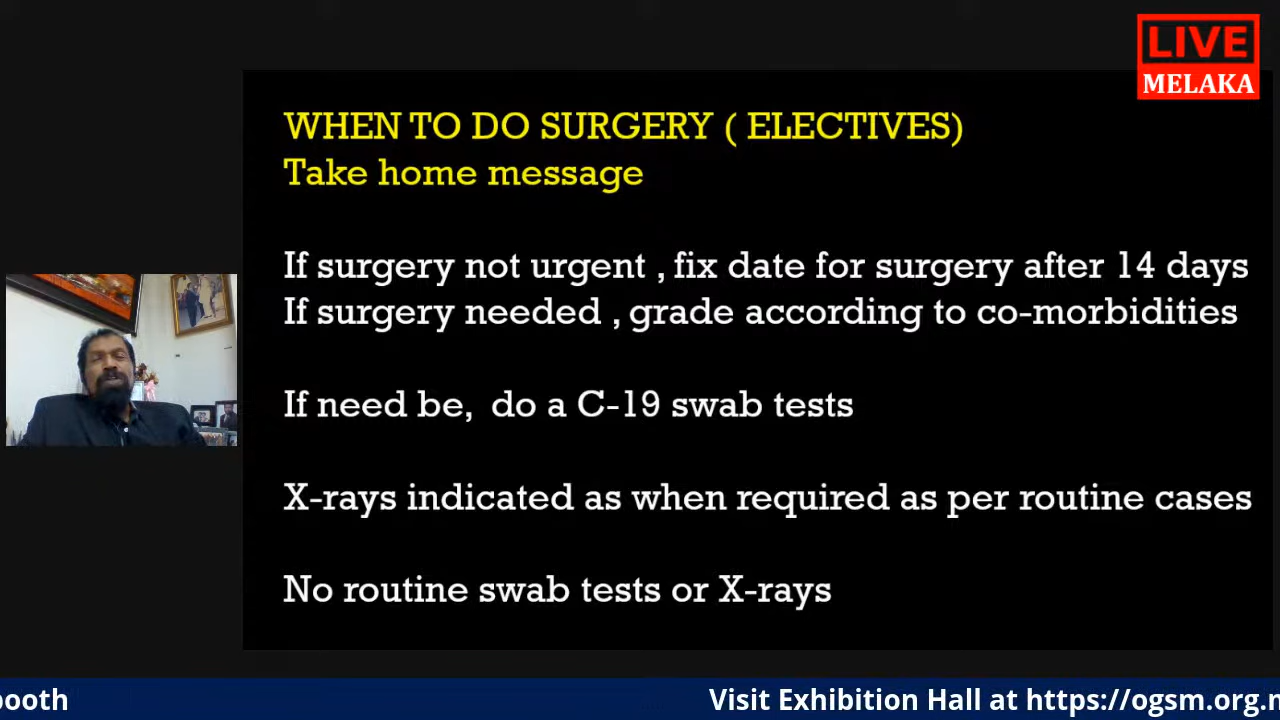 LIVE
MELAKA
WHEN TO DO SURGERY ( ELECTIVES)
Take home message
If surgery not urgent , fix date for surgery after 14 days
If surgery needed , grade according to co-morbidities
If need be, do a C-19 swab tests
X-rays indicated as when required as per routine cases
No routine swab tests or X-rays
ooth Visit Exhibition Hall at https://ogsm.org.n